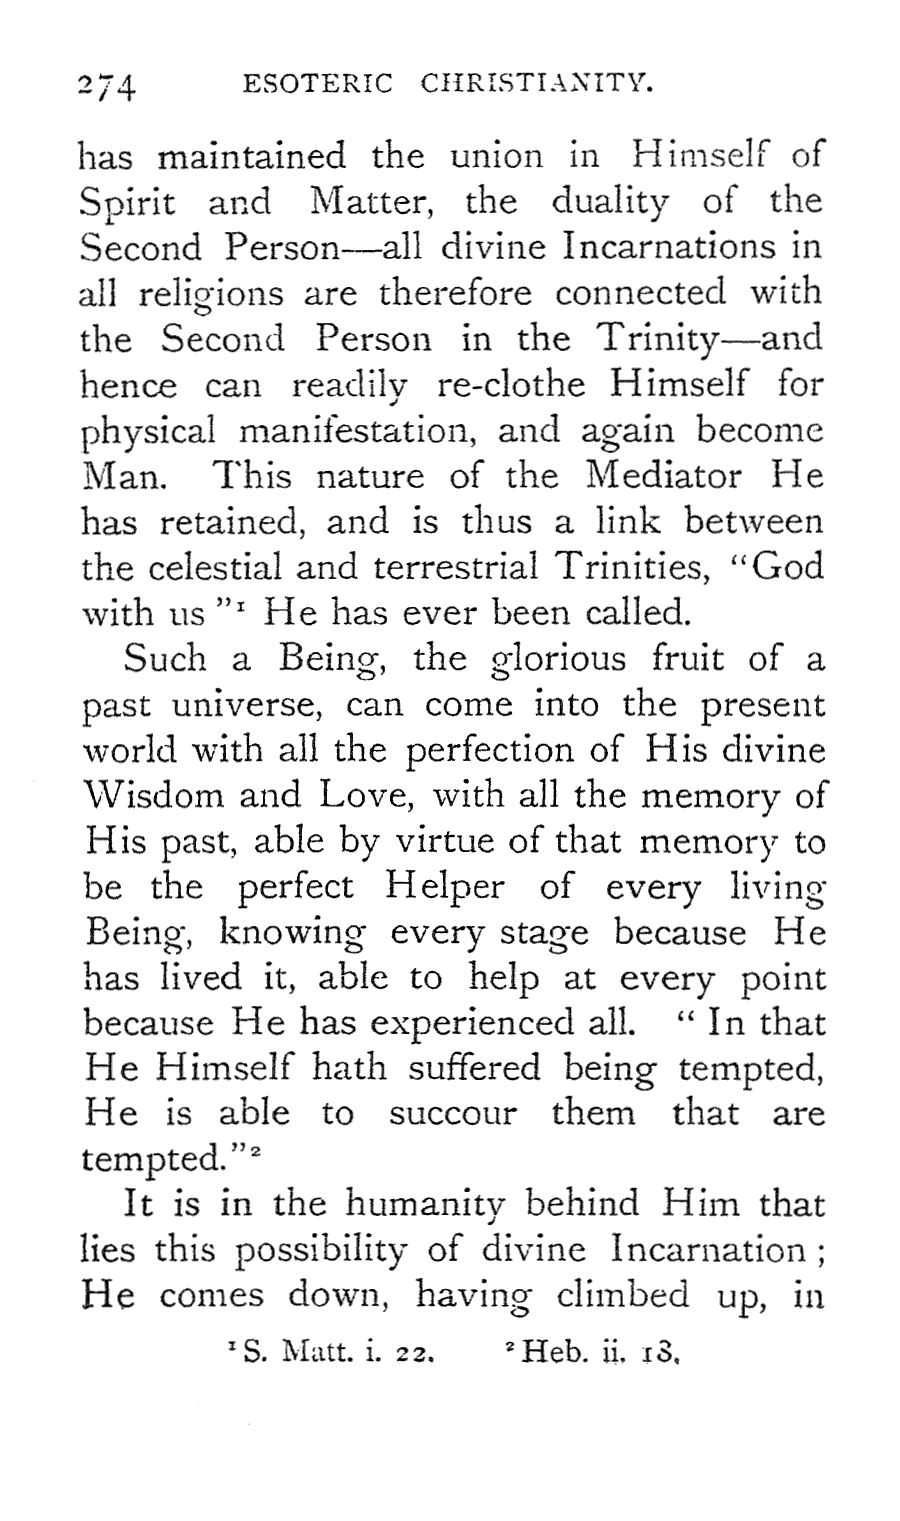 274 ESOTERIC CHRISTIANITY.
has maintained the union in Himself of
Spirit and Matter, the duality of the
Second Person—all divine Incarnations in
all religions are therefore connected with
the Second Person in the Trinity—and
hence can readily re-clothe Himself for
physical manifestation, and again become
Man. This nature of the Mediator He
has retained, and is thus a link between
the celestial and terrestrial Trinities, “God
with us ”¹ He has ever been called.
Such a Being, the glorious fruit of a
past universe, can come into the present
world with all the perfection of His divine
Wisdom and Love, with all the memory of
His past, able by virtue of that memory to
be the perfect Helper of every living
Being, knowing every stage because He
has lived it, able to help at every point
because He has experienced all. “ In that
He Himself hath suffered being tempted,
He is able to succour them that are
tempted.”²
It is in the humanity behind Him that
lies this possibility of divine Incarnation ;
He comes down, having climbed up, in
¹ S. Matt. i. 22. ² Heb. ii. 18.